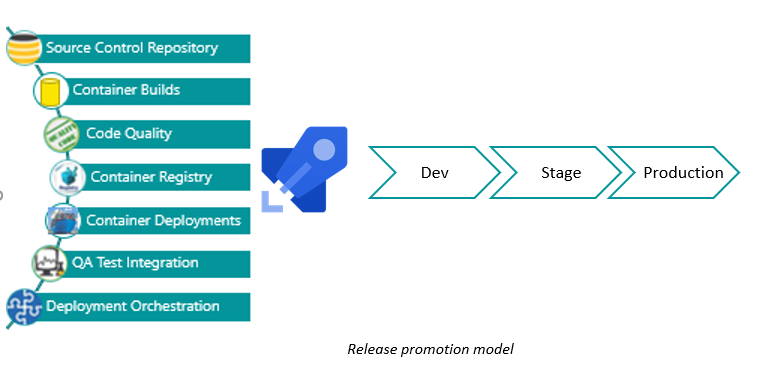 Source Control Repository
Container Builds
Code Quality
Container Registry
Container Deployments
QA Test Integration
Deployment Orchestration
Dev
Stage
Production
Release promotion model